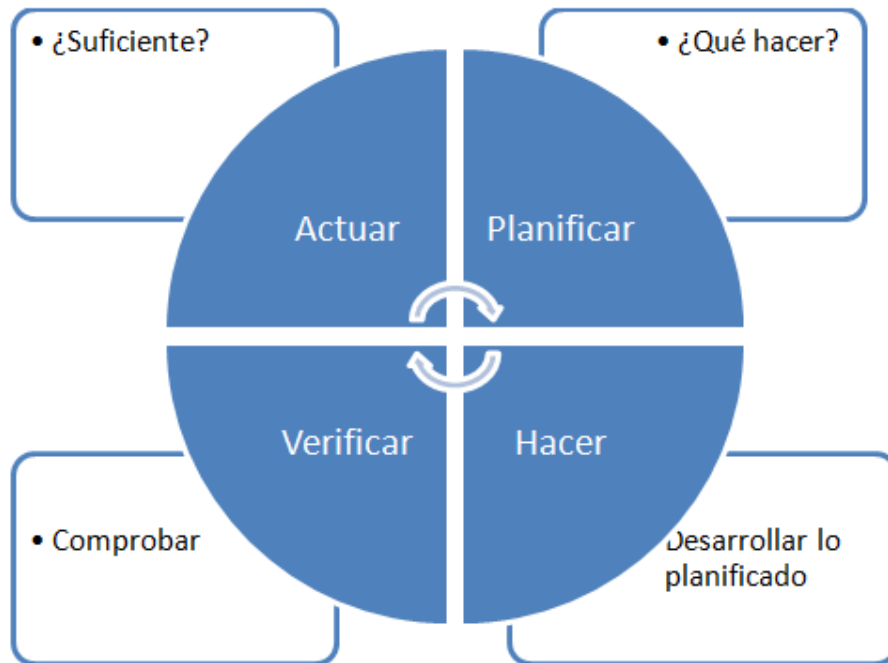 • ¿Suficiente?
• ¿Qué hacer?
Actuar
Planificar
Verificar
Hacer
• Comprobar
Desarrollar lo
planificado